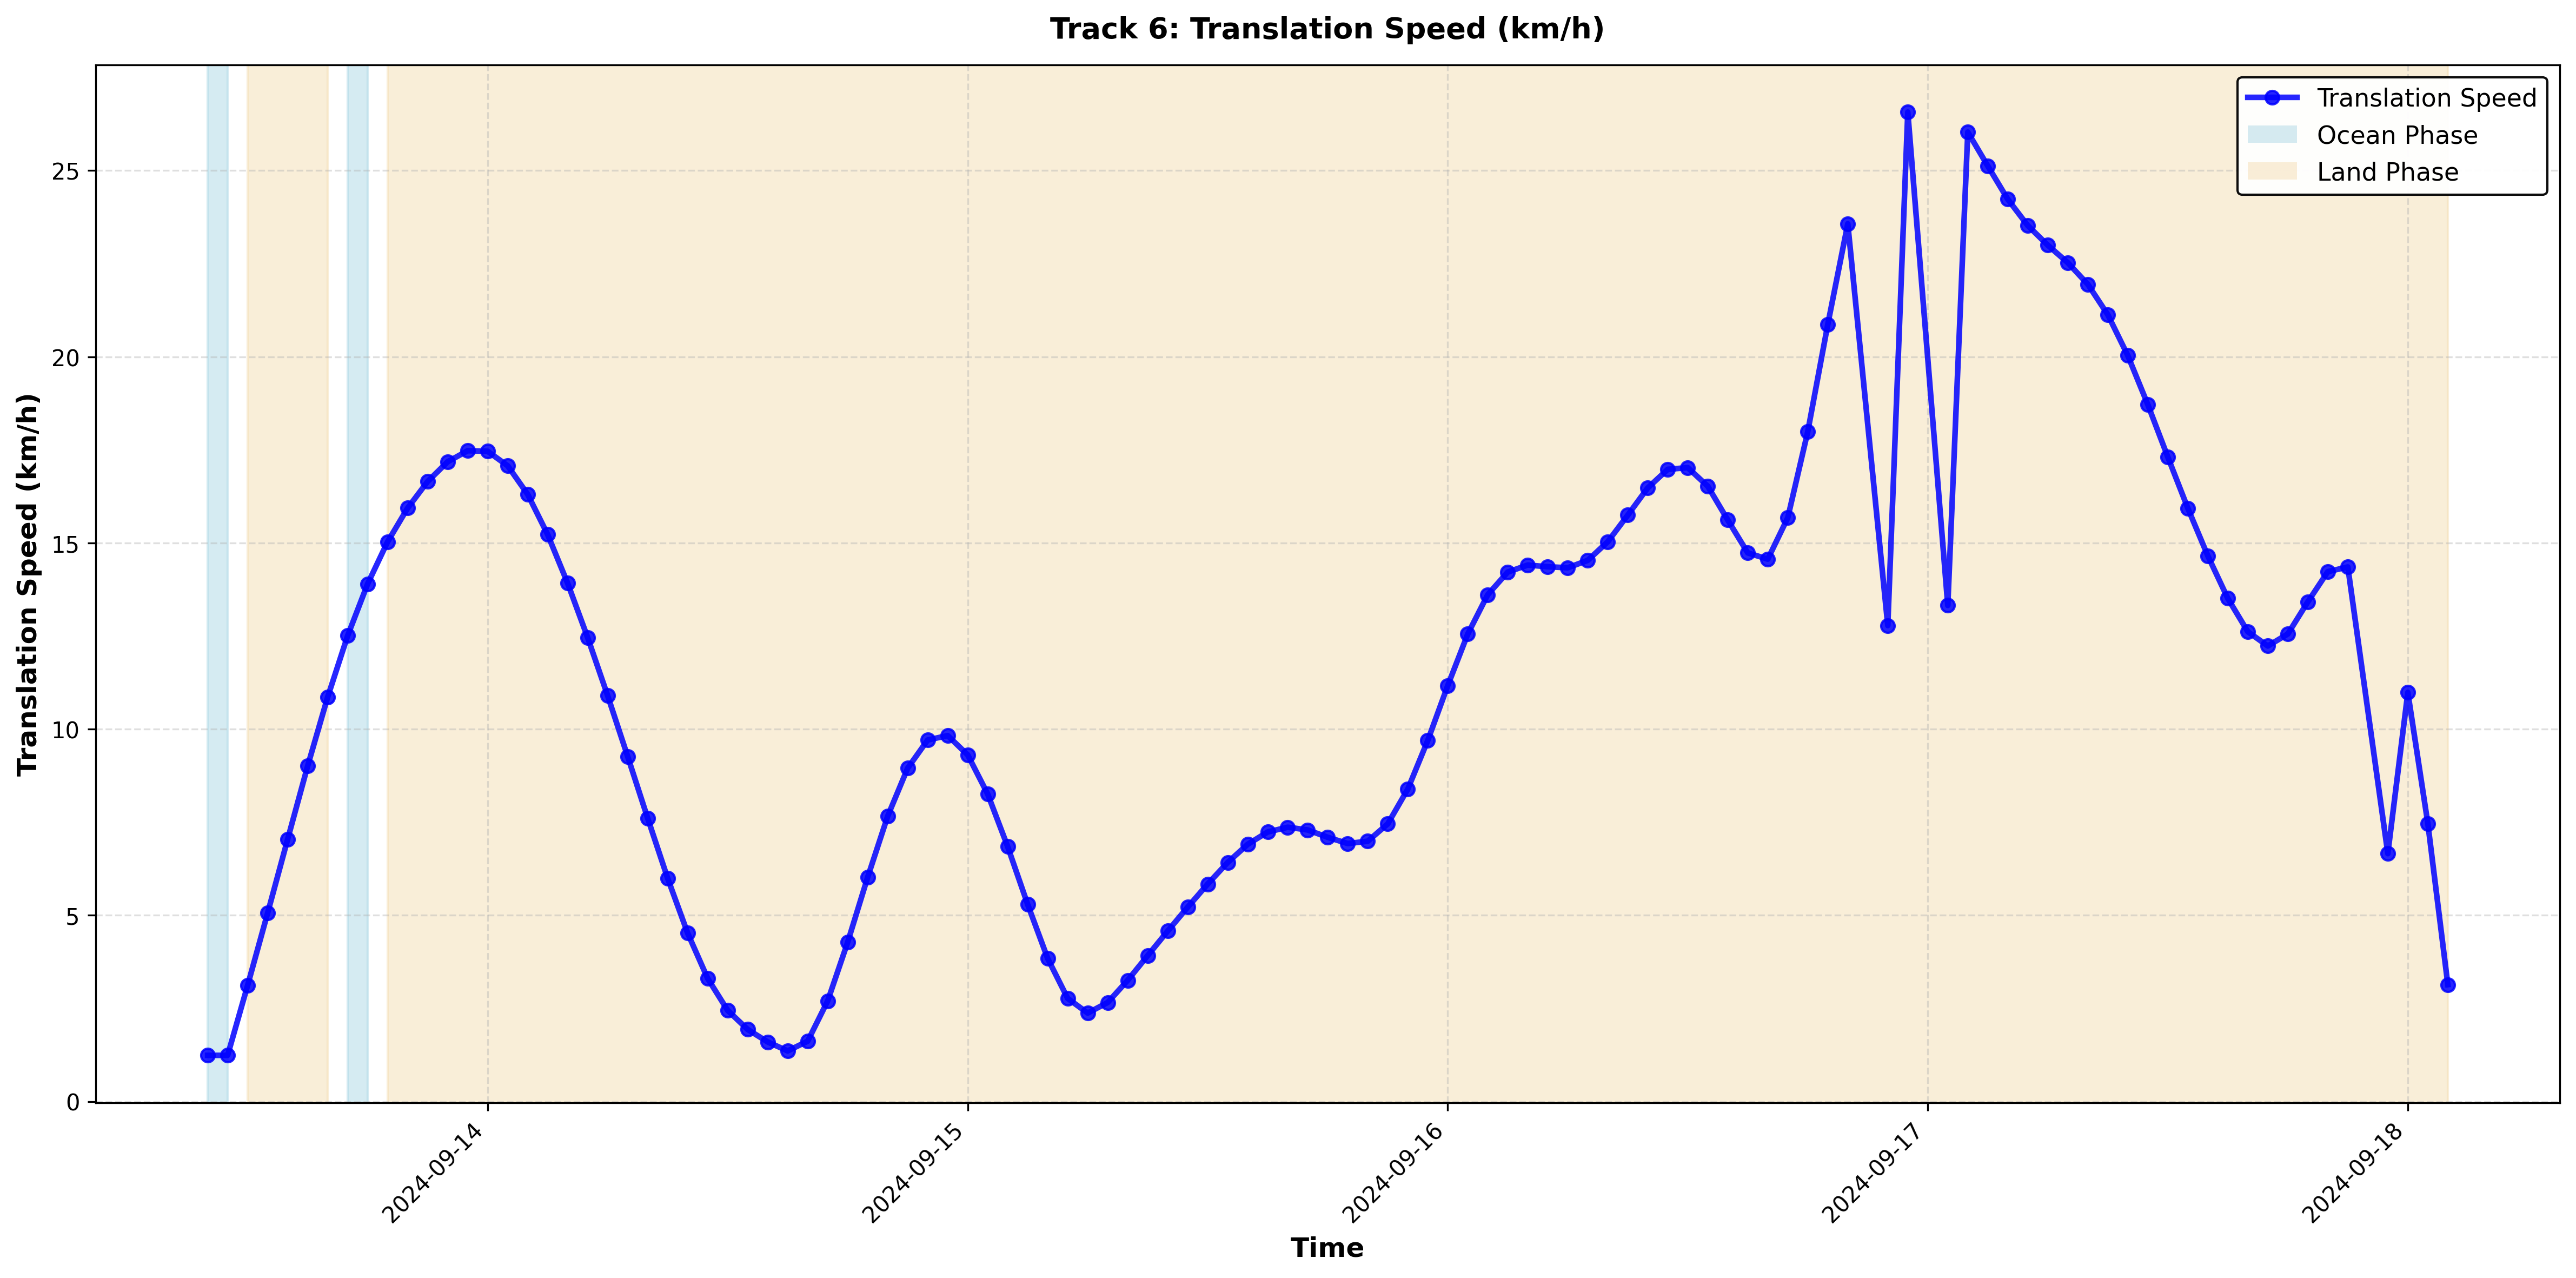 Track 6: Translation Speed (km/h)
Translation Speed
Ocean Phase
Land Phase
Translation Speed (km/h)
25
20
15
10
5
0
2024-09-14
2024-09-15
2024-09-16
2024-09-17
2024-09-18
Time